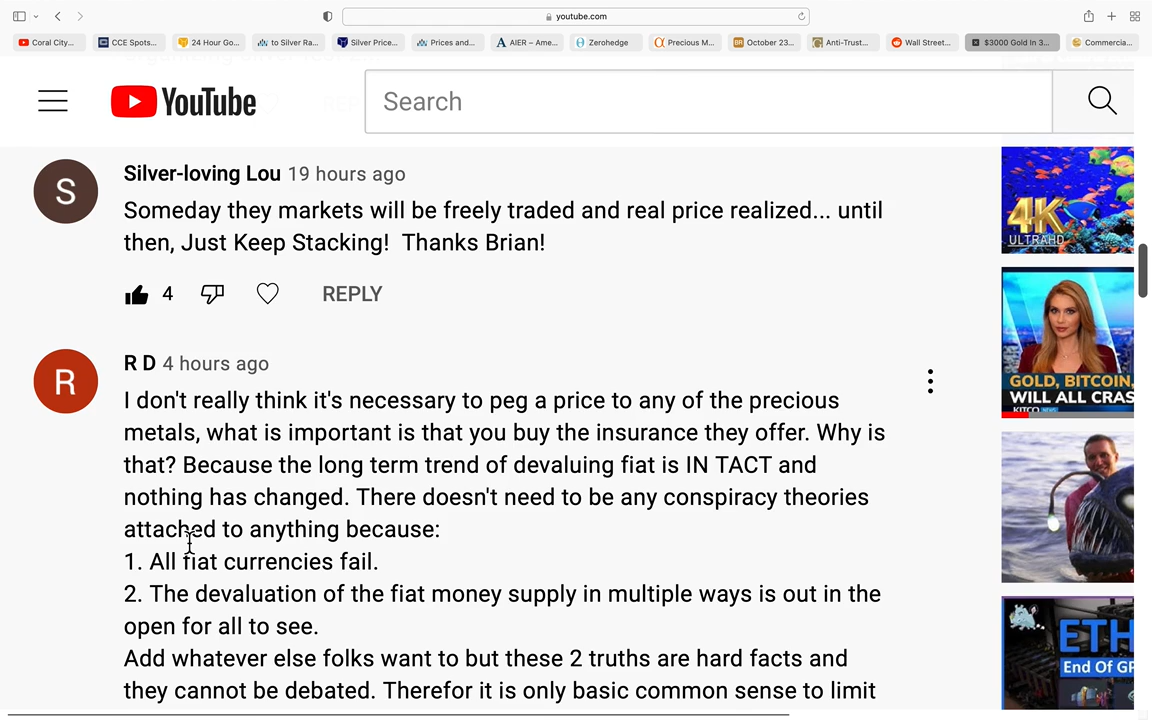 youtube.com
Coral City...
CCE Spots...
24 Hour Go...
to Silver Ra...
Silver Price...
Prices and...
AIER – Ame...
Zerohedge
Precious M...
October 23...
Anti-Trust...
Wall Street...
$3000 Gold In 3...
Commercia...
YouTube
Search
S
Silver-loving Lou 19 hours ago
Someday they markets will be freely traded and real price realized... until
then, Just Keep Stacking!  Thanks Brian!
4
REPLY
R
R D 4 hours ago
I don't really think it's necessary to peg a price to any of the precious
metals, what is important is that you buy the insurance they offer. Why is
that? Because the long term trend of devaluing fiat is IN TACT and
nothing has changed. There doesn't need to be any conspiracy theories
attached to anything because:
1. All fiat currencies fail.
2. The devaluation of the fiat money supply in multiple ways is out in the
open for all to see.
Add whatever else folks want to but these 2 truths are hard facts and
they cannot be debated. Therefor it is only basic common sense to limit
4K
ULTRAHD
GOLD, BITCOIN,
WILL ALL CRAS
KITCO NEWS
ETH
End Of GP